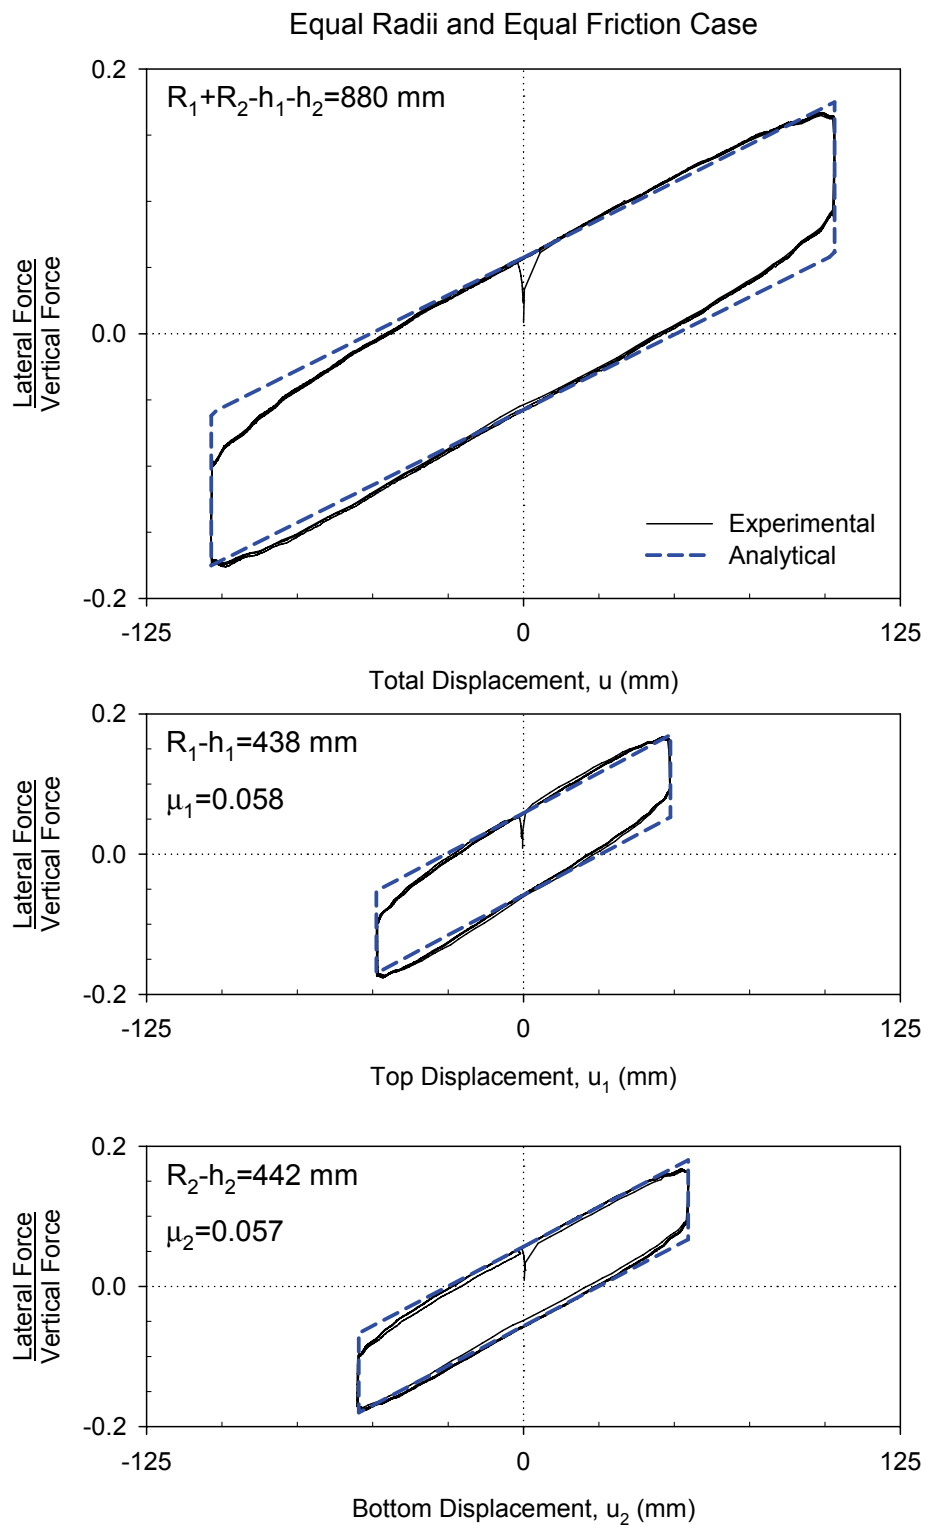 Equal Radii and Equal Friction Case
0.2
R₁+R₂-h₁-h₂=880 mm
Lateral Force
Vertical Force
0.0
Experimental
Analytical
-0.2
-125
0
125
Total Displacement, u (mm)
0.2
R₁-h₁=438 mm
μ₁=0.058
Lateral Force
Vertical Force
0.0
-0.2
-125
0
125
Top Displacement, u₁ (mm)
0.2
R₂-h₂=442 mm
μ₂=0.057
Lateral Force
Vertical Force
0.0
-0.2
-125
0
125
Bottom Displacement, u₂ (mm)